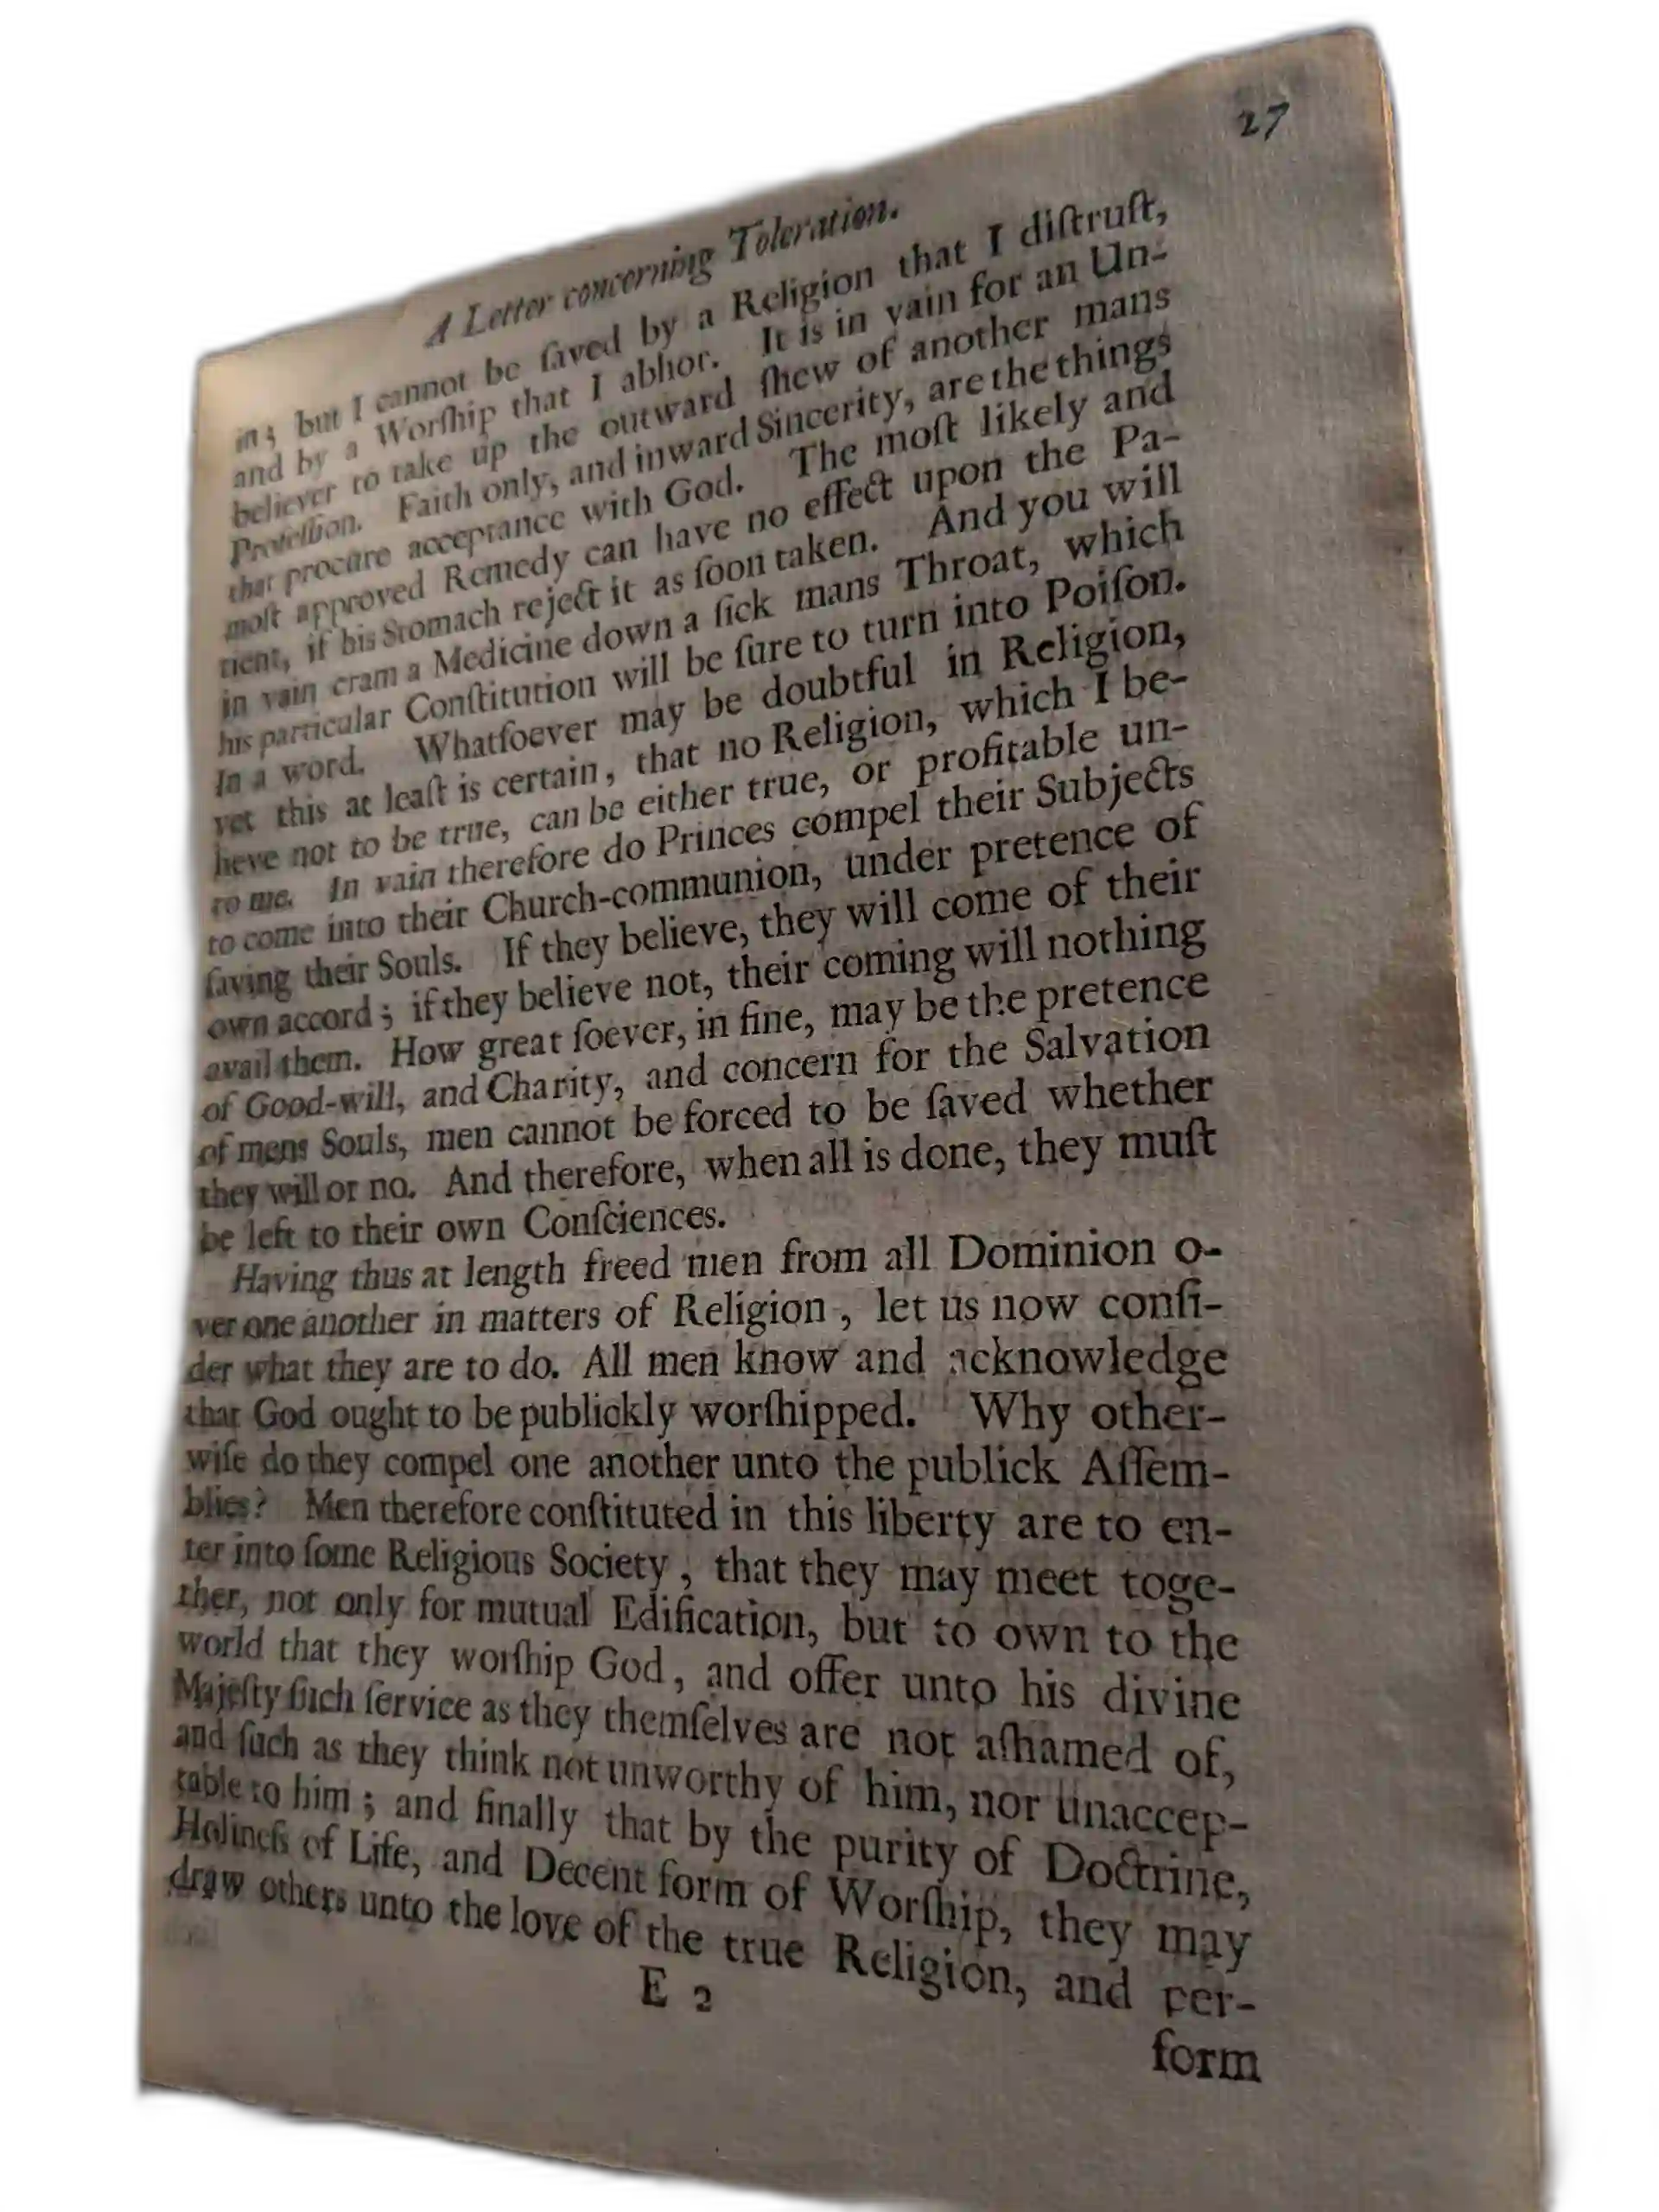 27
A Letter concerning Toleration.
in; but I cannot be ſaved by a Religion that I diſtruſt,
and by a Worſhip that I abhor. It is in vain for an Un-
believer to take up the outward ſhew of another mans
Profeſſion. Faith only, and inward Sincerity, are the things
that procure acceptance with God. The moſt likely and
moſt approved Remedy can have no effect upon the Pa-
tient, if his Stomach reject it as ſoon taken. And you will
in vain cram a Medicine down a ſick mans Throat, which
his particular Conſtitution will be ſure to turn into Poiſon.
In a word. Whatſoever may be doubtful in Religion,
yet this at leaſt is certain, that no Religion, which I be-
lieve not to be true, can be either true, or profitable un-
to me. In vain therefore do Princes compel their Subjects
to come into their Church-communion, under pretence of
ſaving their Souls. If they believe, they will come of their
own accord; if they believe not, their coming will nothing
avail them. How great ſoever, in fine, may be the pretence
of Good-will, and Charity, and concern for the Salvation
of mens Souls, men cannot be forced to be ſaved whether
they will or no. And therefore, when all is done, they muſt
be left to their own Conſciences.
Having thus at length freed men from all Dominion o-
ver one another in matters of Religion, let us now conſi-
der what they are to do. All men know and acknowledge
that God ought to be publickly worſhipped. Why other-
wiſe do they compel one another unto the publick Aſſem-
blies? Men therefore conſtituted in this liberty are to en-
ter into ſome Religious Society, that they may meet toge-
ther, not only for mutual Edification, but to own to the
world that they worſhip God, and offer unto his divine
Majeſty ſuch ſervice as they themſelves are not aſhamed of,
and ſuch as they think not unworthy of him, nor unaccep-
table to him; and finally that by the purity of Doctrine,
Holineſs of Life, and Decent form of Worſhip, they may
draw others unto the love of the true Religion, and per-
E 2
form